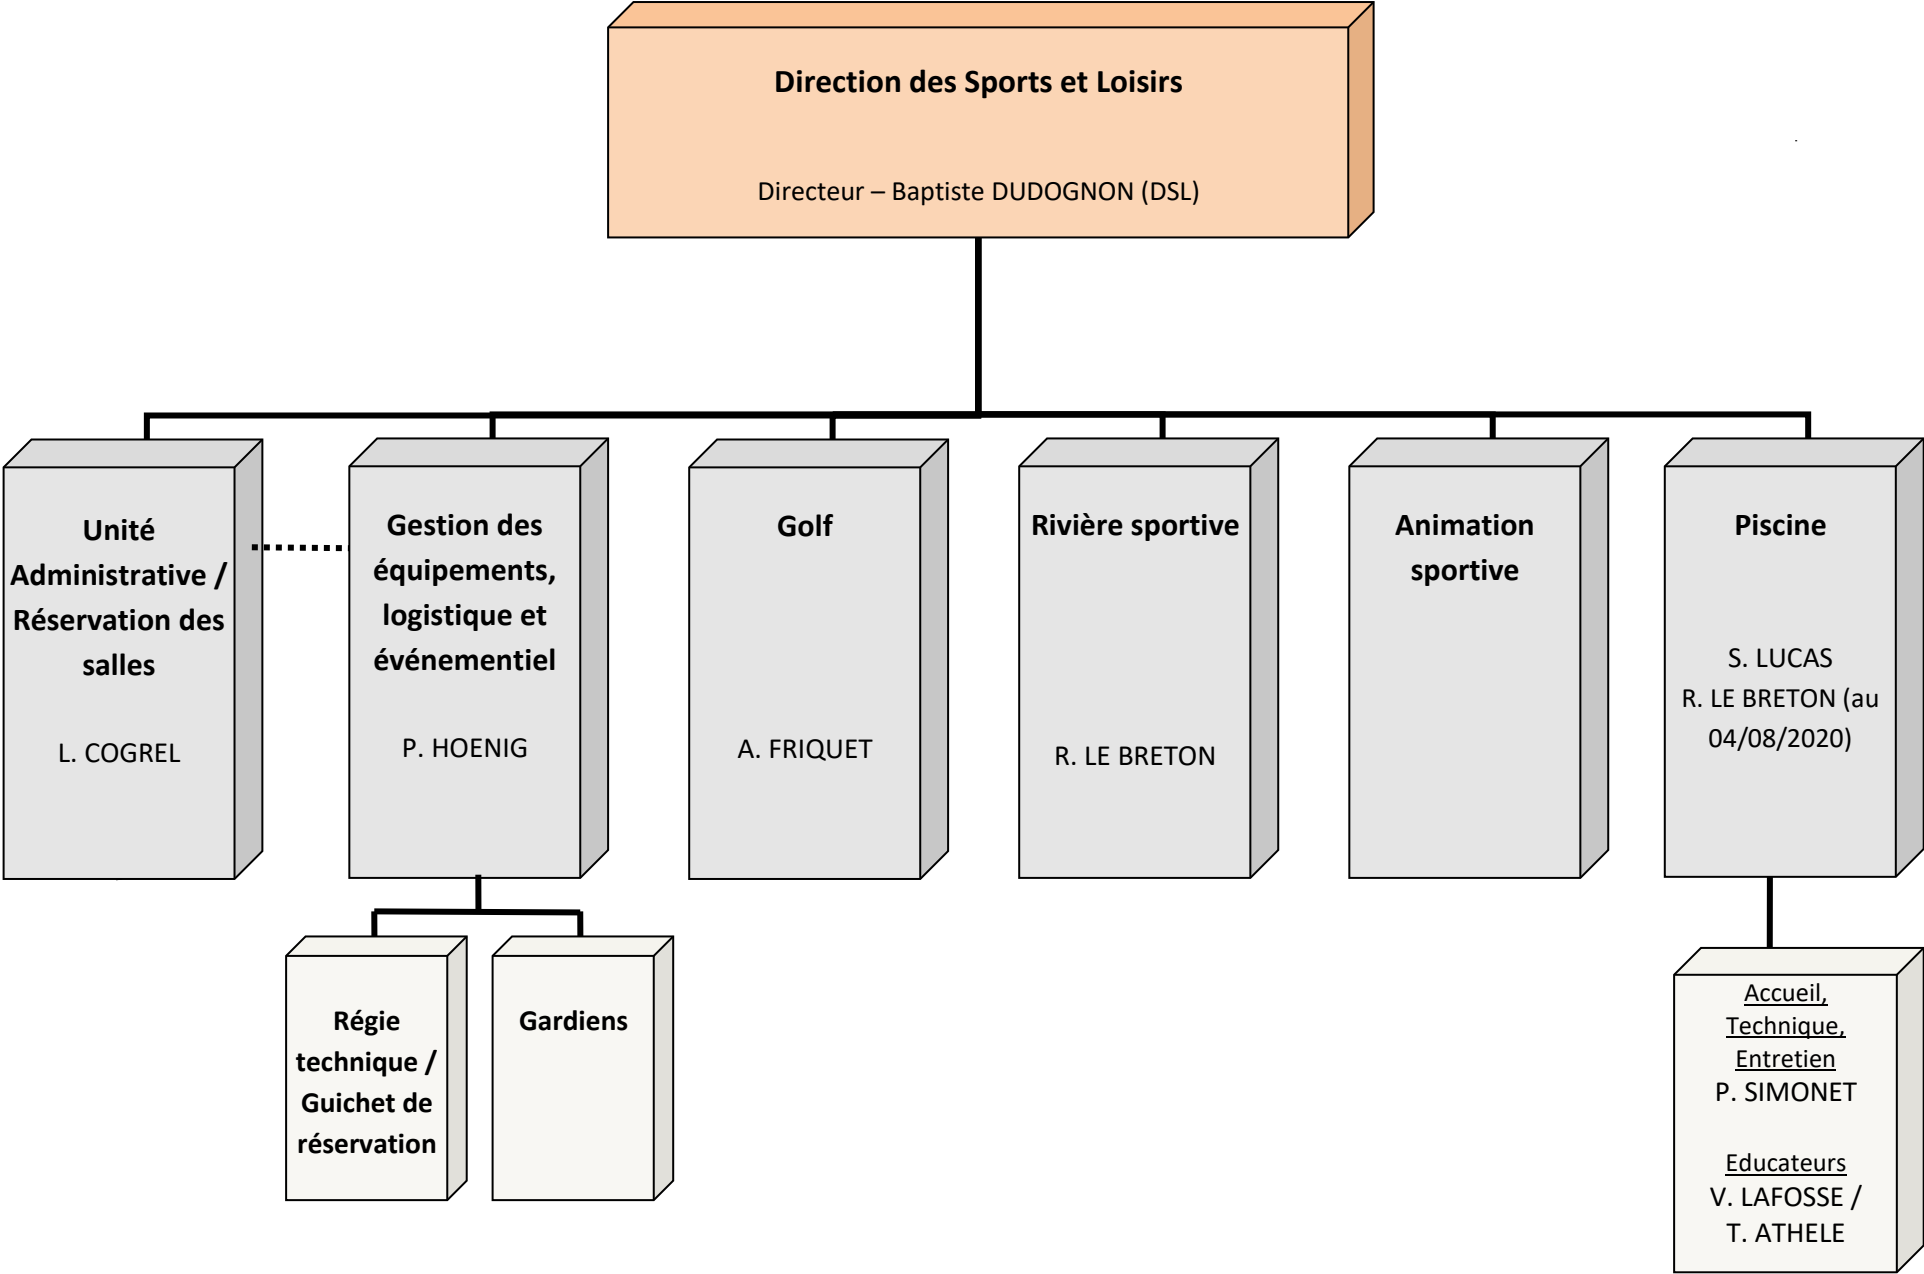 Direction des Sports et Loisirs
Directeur – Baptiste DUDOGNON (DSL)
Unité
Administrative /
Réservation des
salles
L. COGREL
Gestion des
équipements,
logistique et
événementiel
P. HOENIG
Golf
A. FRIQUET
Rivière sportive
R. LE BRETON
Animation
sportive
Piscine
S. LUCAS
R. LE BRETON (au
04/08/2020)
Régie
technique /
Guichet de
réservation
Gardiens
Accueil,
Technique,
Entretien
P. SIMONET
Educateurs
V. LAFOSSE /
T. ATHELE